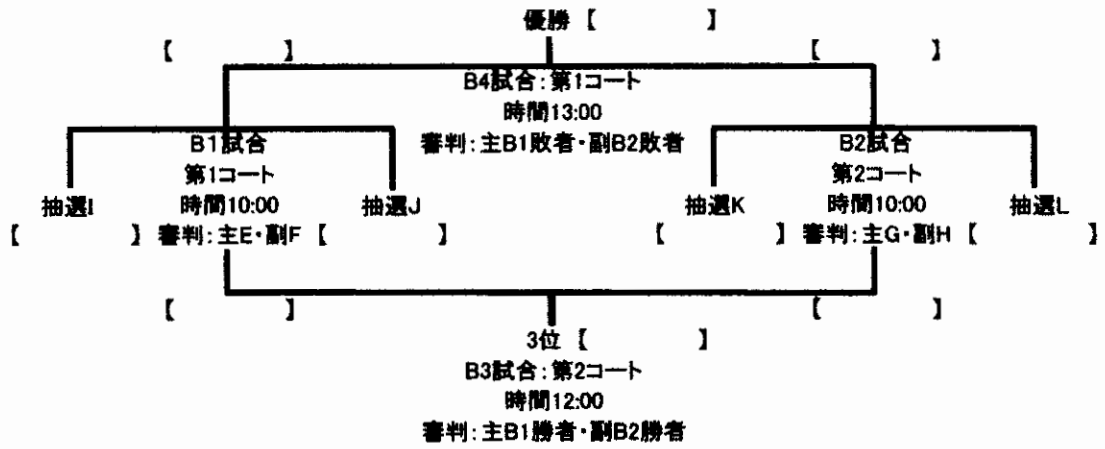 優勝【　　　　】
【　　　　】　【　　　　】
B4試合：第1コート
時間13:00
審判：主B1敗者・副B2敗者
B1試合　B2試合
第1コート　第2コート
抽選I　時間10:00　抽選J　抽選K　時間10:00　抽選L
【　　　　】審判：主E・副F【　　　　】　【　　　　】審判：主G・副H【　　　　】
【　　　　】　【　　　　】
3位【　　　　】
B3試合：第2コート
時間12:00
審判：主B1勝者・副B2勝者